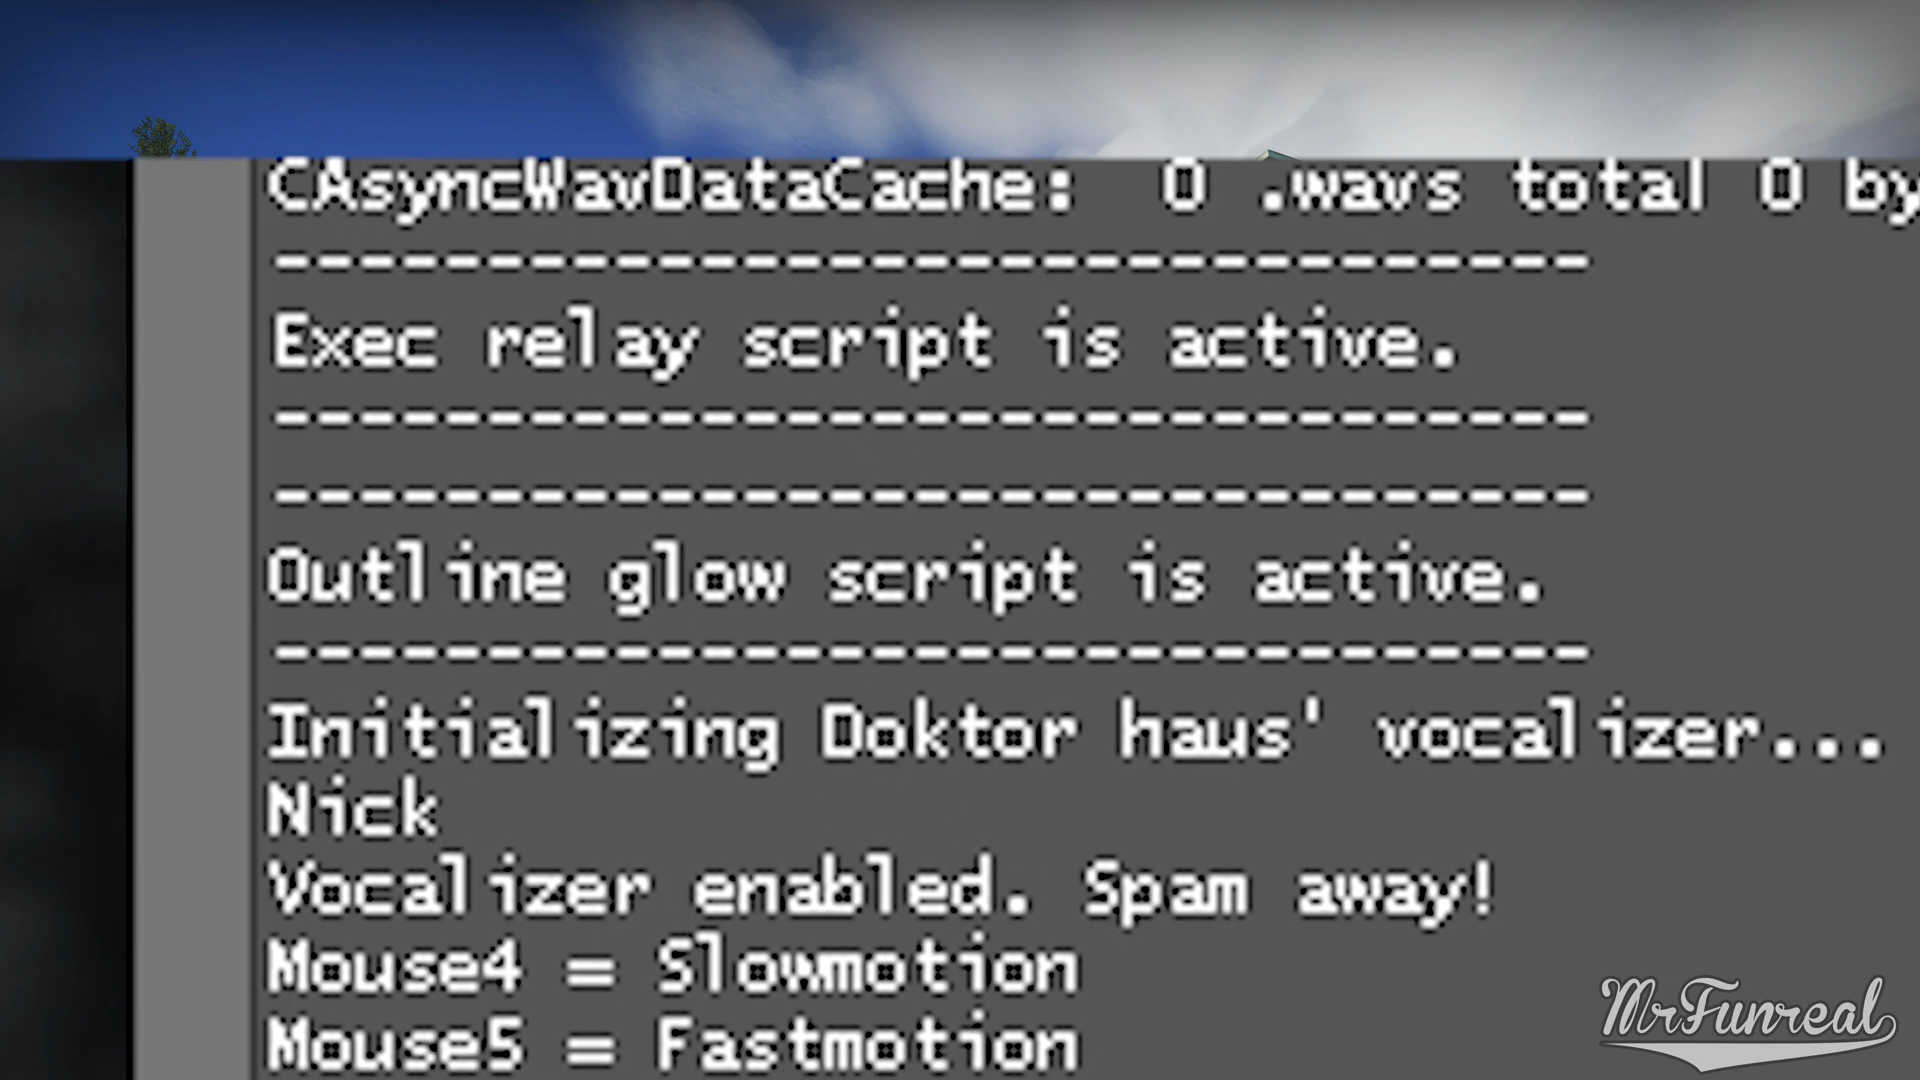 CAsyncWavDataCache:  0 .wavs total 0 by
-------------------------------
Exec relay script is active.
-------------------------------
-------------------------------
Outline glow script is active.
-------------------------------
Initializing Doktor haus' vocalizer...
Nick
Vocalizer enabled. Spam away!
Mouse4 = Slowmotion
Mouse5 = Fastmotion
MrFunreal